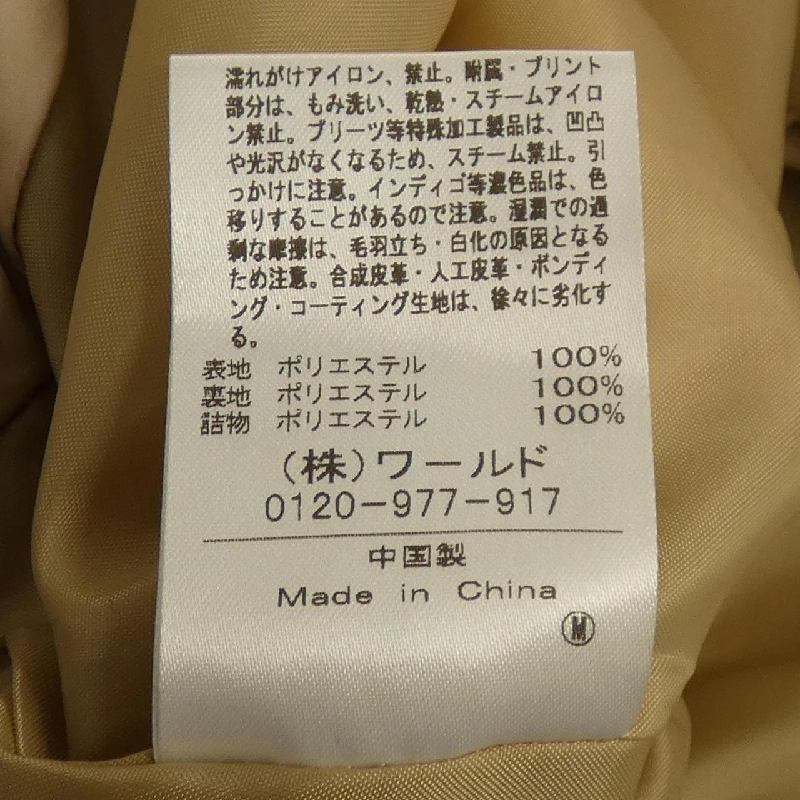 濡れがけアイロン、禁止。附属・プリント
部分は、もみ洗い、乾熱・スチームアイロ
ン禁止。プリーツ等特殊加工製品は、凹凸
や光沢がなくなるため、スチーム禁止。引
っかけに注意。インディゴ等濃色品は、色
移りすることがあるので注意。湿潤での過
剰な摩擦は、毛羽立ち・白化の原因となる
ため注意。合成皮革・人工皮革・ボンディ
ング・コーティング生地は、徐々に劣化す
る。
表地 ポリエステル 100%
裏地 ポリエステル 100%
詰物 ポリエステル 100%
(株)ワールド
0120-977-917
中国製
Made in China
M